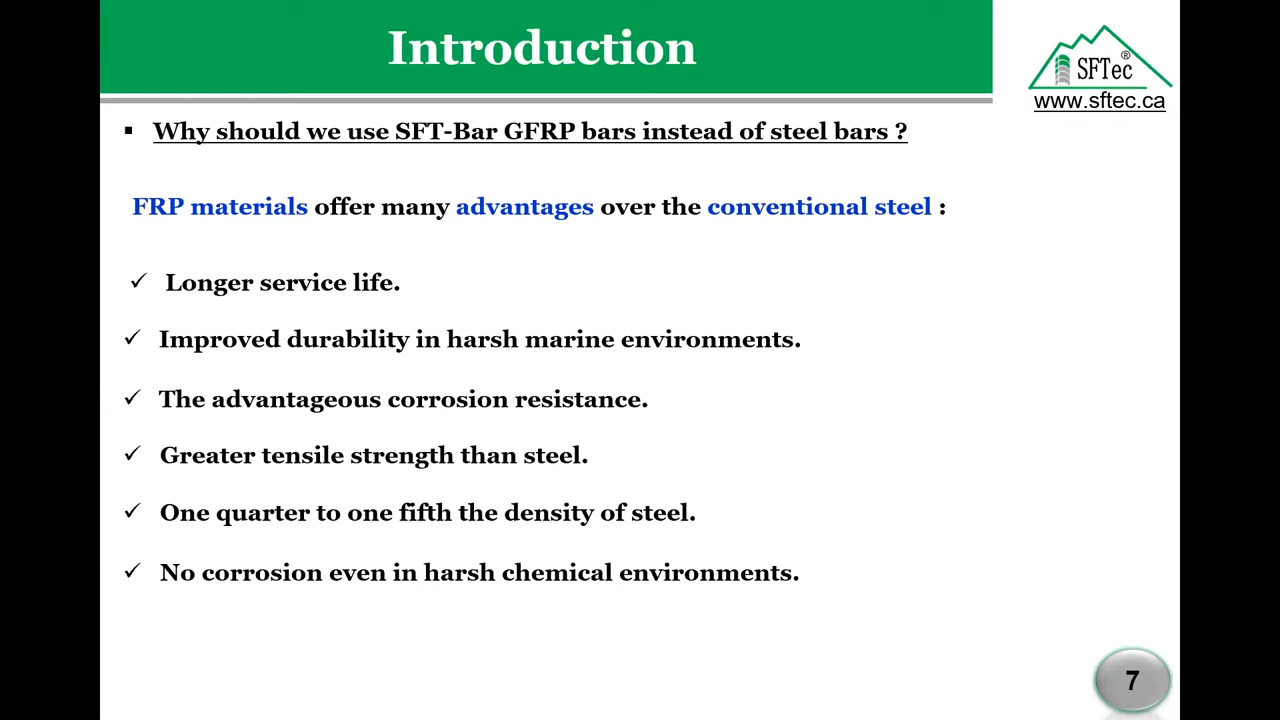 Introduction
SFTec®
www.sftec.ca
▪ Why should we use SFT-Bar GFRP bars instead of steel bars ?
FRP materials offer many advantages over the conventional steel :
✓ Longer service life.
✓ Improved durability in harsh marine environments.
✓ The advantageous corrosion resistance.
✓ Greater tensile strength than steel.
✓ One quarter to one fifth the density of steel.
✓ No corrosion even in harsh chemical environments.
7